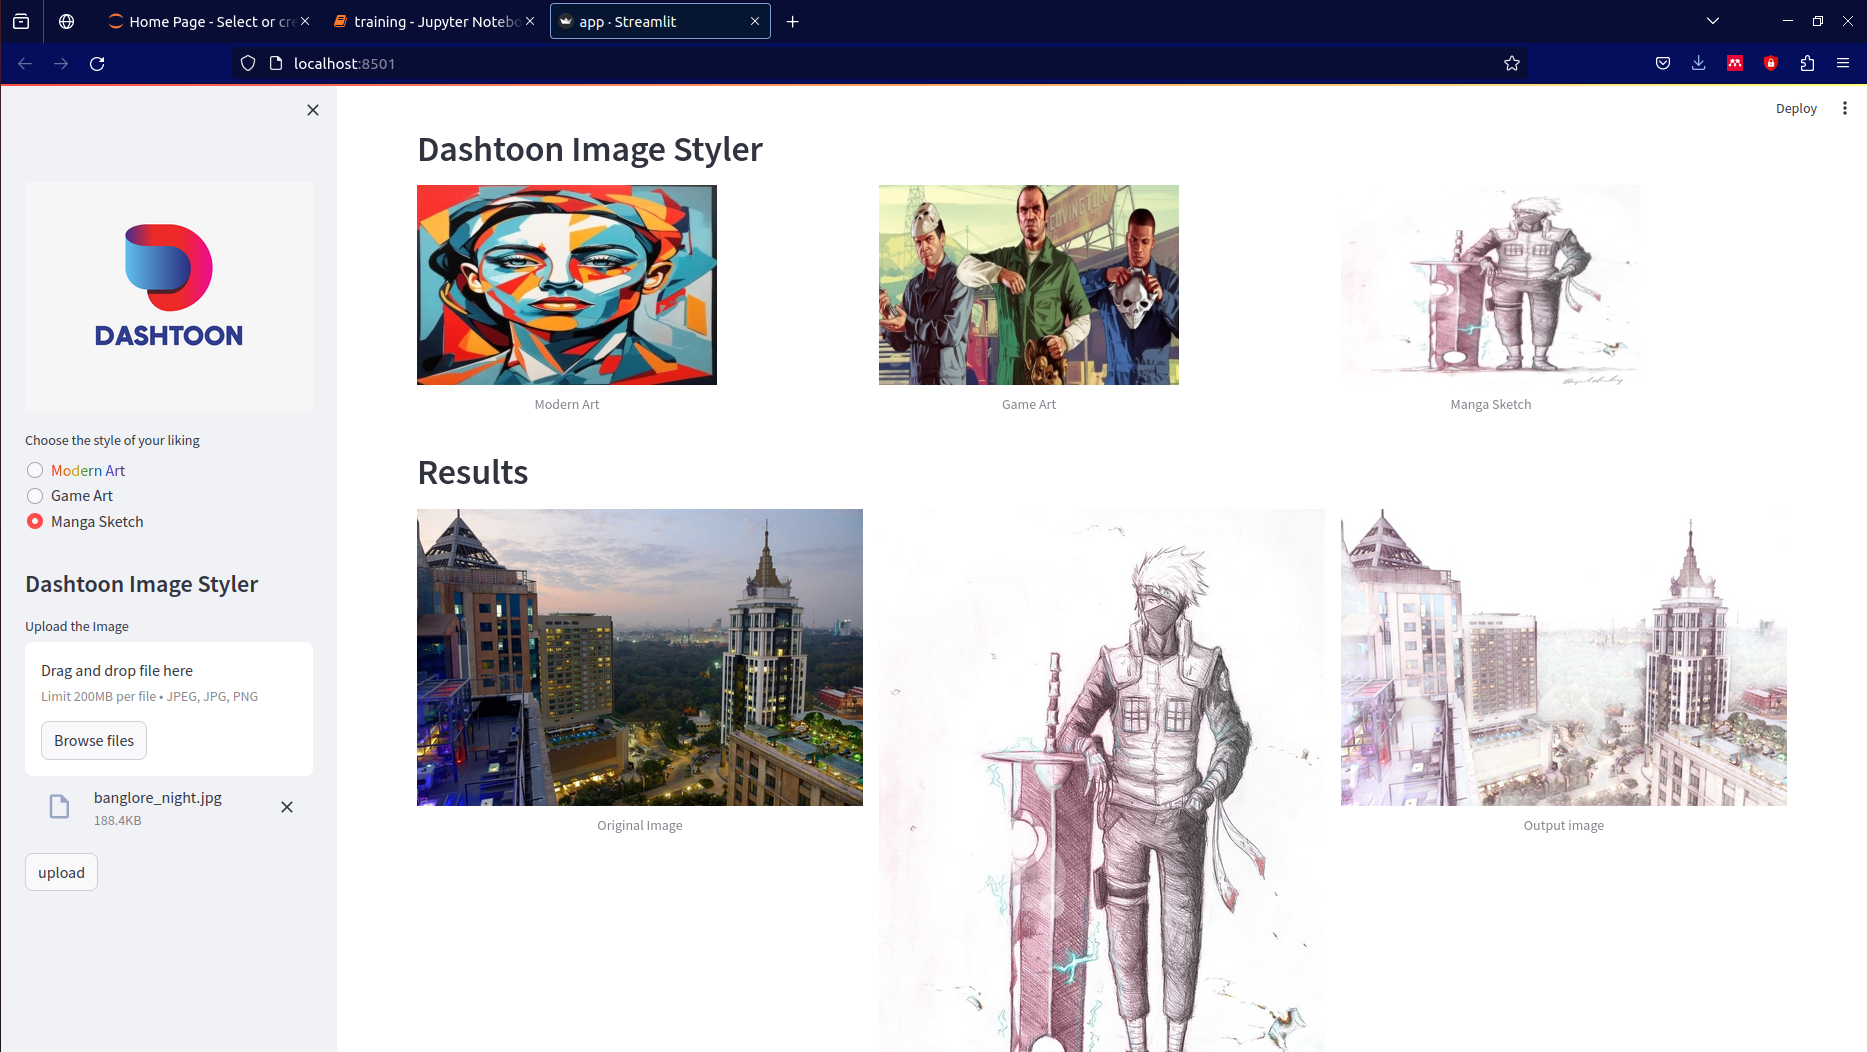 Home Page - Select or cre
training - Jupyter Notebo
app · Streamlit
localhost:8501
Deploy
DASHTOON
Choose the style of your liking
Modern Art
Game Art
Manga Sketch
Dashtoon Image Styler
Upload the Image
Drag and drop file here
Limit 200MB per file • JPEG, JPG, PNG
Browse files
banglore_night.jpg
188.4KB
upload
Dashtoon Image Styler
COVINGTON
Modern Art
Game Art
Manga Sketch
Results
Original Image
Output image